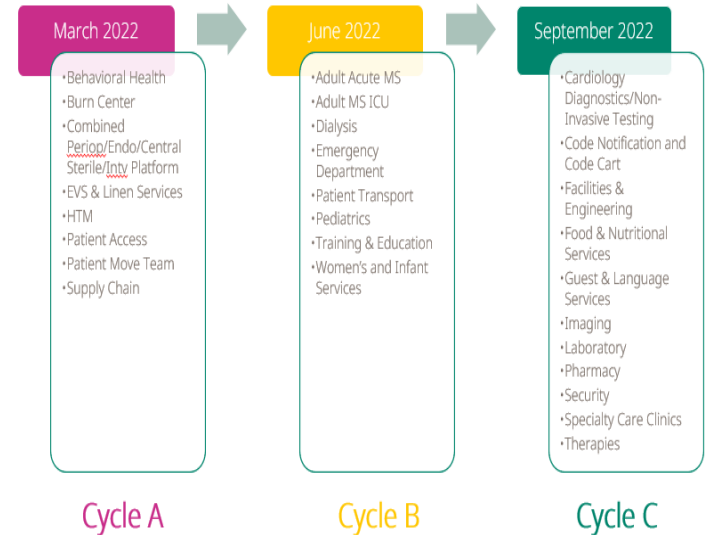 March 2022
•Behavioral Health
•Burn Center
•Combined
Periop/Endo/Central
Sterile/Intv Platform
•EVS & Linen Services
•HTM
•Patient Access
•Patient Move Team
•Supply Chain
Cycle A
June 2022
•Adult Acute MS
•Adult MS ICU
•Dialysis
•Emergency
Department
•Patient Transport
•Pediatrics
•Training & Education
•Women's and Infant
Services
Cycle B
September 2022
•Cardiology
Diagnostics/Non-
Invasive Testing
•Code Notification and
Code Cart
•Facilities &
Engineering
•Food & Nutritional
Services
•Guest & Language
Services
•Imaging
•Laboratory
•Pharmacy
•Security
•Specialty Care Clinics
•Therapies
Cycle C